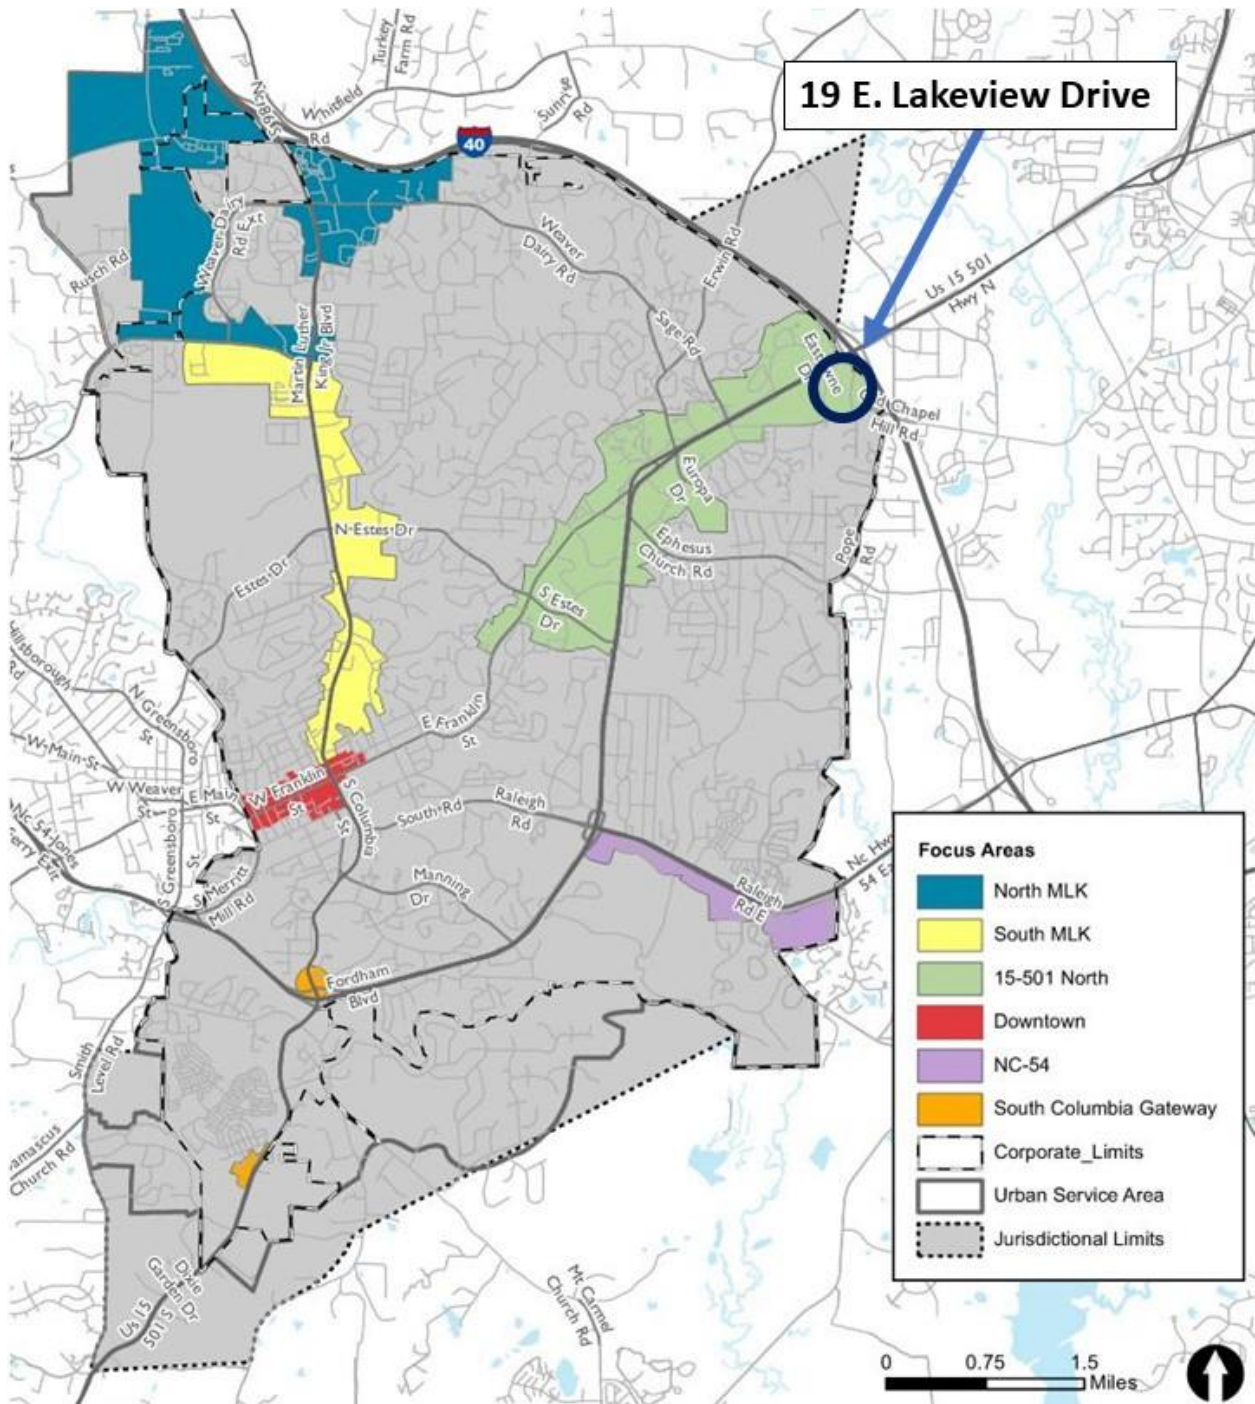 Turkey
Farm Rd
NC 86 S
Whitfield
Rd
Sunrise
Rd
40
19 E. Lakeview Drive
Weaver Dairy
Rd Ext
Rusch Rd
Weaver
Dairy Rd
Erwin Rd
Sage Rd
Us 15 501
Hwy N
Martin Luther
King Jr Blvd
Old Chapel
Hill Rd
Europa
Dr
N Estes Dr
Estes Dr
Ephesus
Church Rd
Pope
Rd
S Estes
Dr
Hillsborough
Rd
N Greensboro
St
W Main St
E Franklin
St
W Weaver
St
E Main
St
W Franklin
St
S Columbia
St
South Rd
Raleigh
Rd
Nc 54-Jones
Ferry Exit
S Greensboro
St
S Merritt
Mill Rd
Manning
Dr
Raleigh
Rd E
Nc Hwy
54 Ea
Fordham
Blvd
Smith
Level Rd
amascus
Church Rd
Dixie
Garden Dr
Us 15
501 S
Mt Carmel
Church Rd
Focus Areas
North MLK
South MLK
15-501 North
Downtown
NC-54
South Columbia Gateway
Corporate_Limits
Urban Service Area
Jurisdictional Limits
0 0.75 1.5
Miles